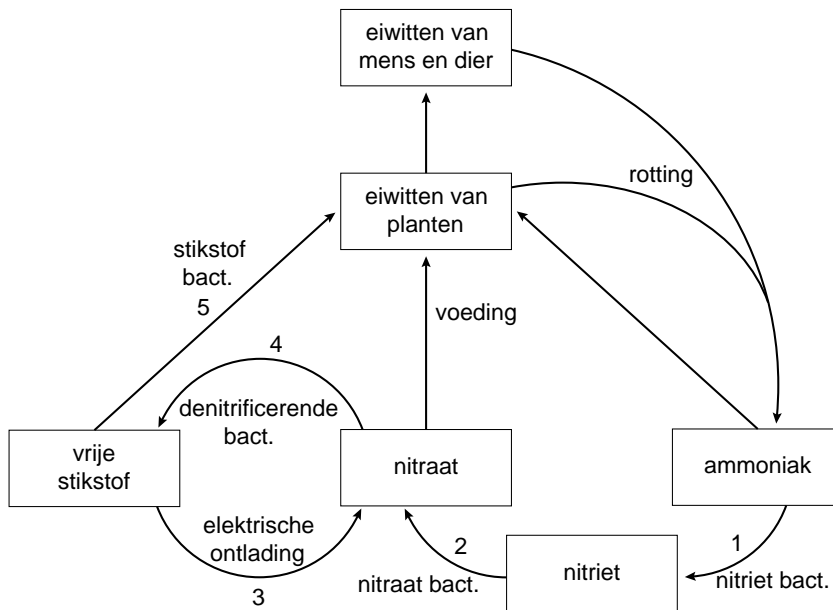 eiwitten van
mens en dier
rotting
eiwitten van
planten
stikstof
bact.
5
voeding
4
denitrificerende
bact.
vrije
stikstof
nitraat
ammoniak
elektrische
ontlading
3
2
nitraat bact.
nitriet
1
nitriet bact.